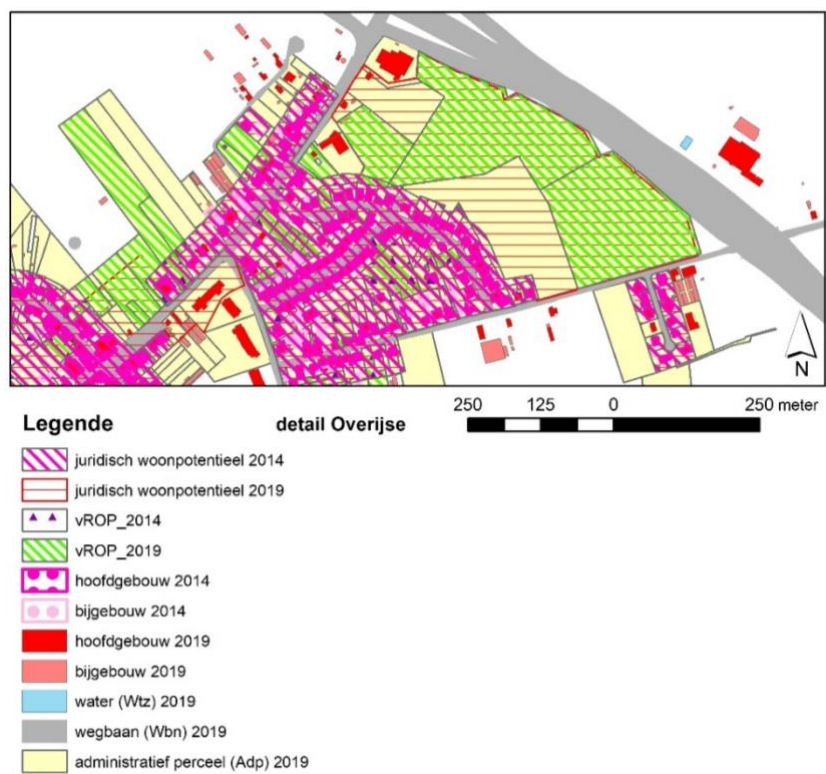 N
Legende
detail Overijse
250 125 0 250 meter
juridisch woonpotentieel 2014
juridisch woonpotentieel 2019
vROP_2014
vROP_2019
hoofdgebouw 2014
bijgebouw 2014
hoofdgebouw 2019
bijgebouw 2019
water (Wtz) 2019
wegbaan (Wbn) 2019
administratief perceel (Adp) 2019